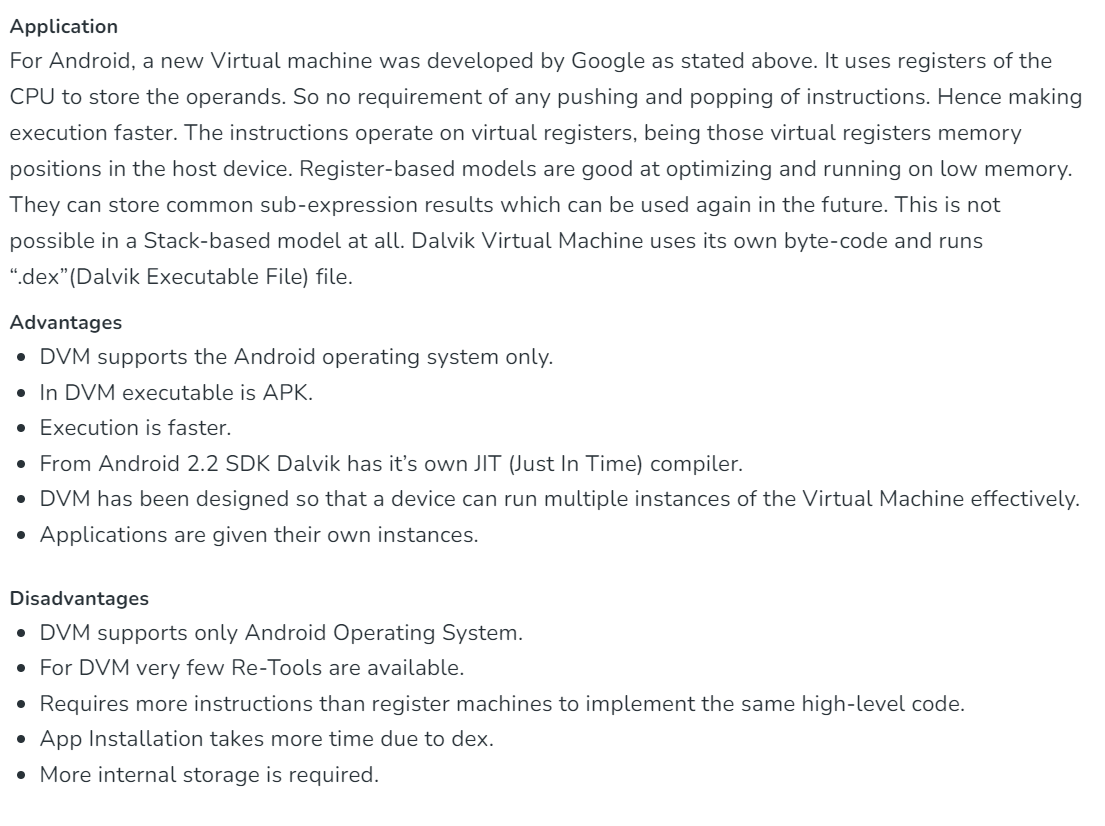 Application
For Android, a new Virtual machine was developed by Google as stated above. It uses registers of the
CPU to store the operands. So no requirement of any pushing and popping of instructions. Hence making
execution faster. The instructions operate on virtual registers, being those virtual registers memory
positions in the host device. Register-based models are good at optimizing and running on low memory.
They can store common sub-expression results which can be used again in the future. This is not
possible in a Stack-based model at all. Dalvik Virtual Machine uses its own byte-code and runs
“.dex”(Dalvik Executable File) file.
Advantages
• DVM supports the Android operating system only.
• In DVM executable is APK.
• Execution is faster.
• From Android 2.2 SDK Dalvik has it’s own JIT (Just In Time) compiler.
• DVM has been designed so that a device can run multiple instances of the Virtual Machine effectively.
• Applications are given their own instances.
Disadvantages
• DVM supports only Android Operating System.
• For DVM very few Re-Tools are available.
• Requires more instructions than register machines to implement the same high-level code.
• App Installation takes more time due to dex.
• More internal storage is required.